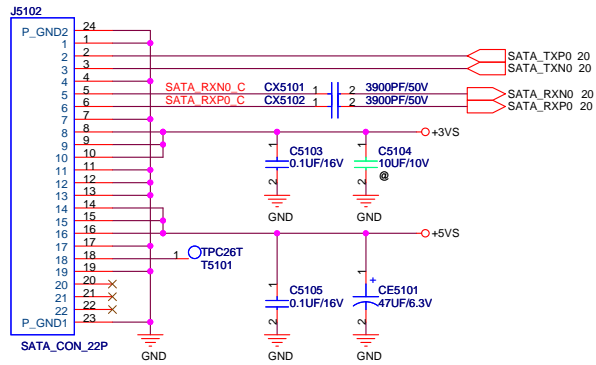 J5102
P_GND2 24
1 1
2 2 SATA_TXP0 20
3 3 SATA_TXN0 20
4 4
5 5 SATA_RXN0_C CX5101 1 2 3900PF/50V SATA_RXN0 20
6 6 SATA_RXP0_C CX5102 1 2 3900PF/50V SATA_RXP0 20
7 7
8 8 +3VS
9 9
10 10
1 C5103 0.1UF/16V 2 GND
1 C5104 10UF/10V @ 2 GND
11 11
12 12
13 13
14 14
15 15
16 16 +5VS
17 17
18 18 1 TPC26T
T5101
19 19
20 20
21 21
22 22
P_GND1 23
1 C5105 0.1UF/16V 2 GND
1 + CE5101 47UF/6.3V 2 GND
GND
SATA_CON_22P